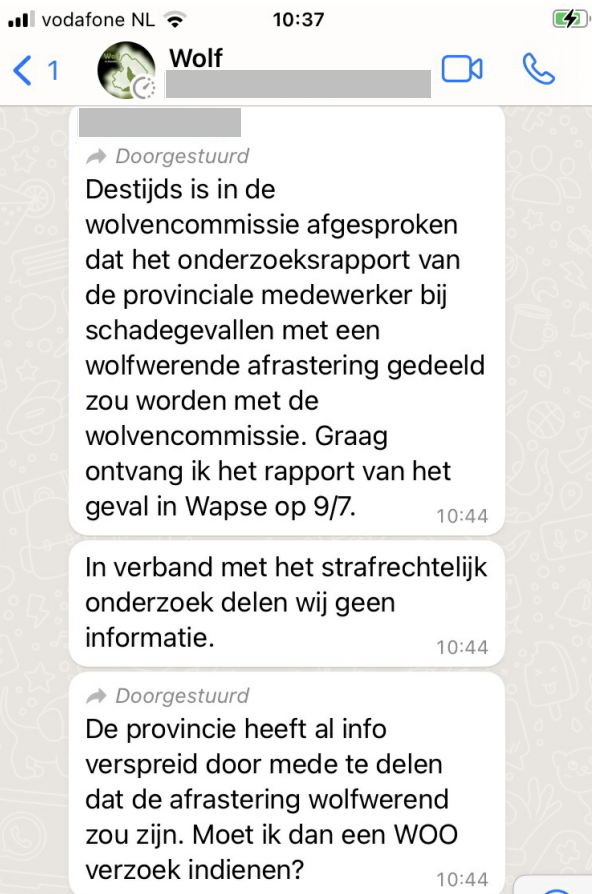 vodafone NL 10:37
1 Wolf
Doorgestuurd
Destijds is in de
wolvencommissie afgesproken
dat het onderzoeksrapport van
de provinciale medewerker bij
schadegevallen met een
wolfwerende afrastering gedeeld
zou worden met de
wolvencommissie. Graag
ontvang ik het rapport van het
geval in Wapse op 9/7.
10:44
In verband met het strafrechtelijk
onderzoek delen wij geen
informatie.
10:44
Doorgestuurd
De provincie heeft al info
verspreid door mede te delen
dat de afrastering wolfwerend
zou zijn. Moet ik dan een WOO
verzoek indienen?
10:44